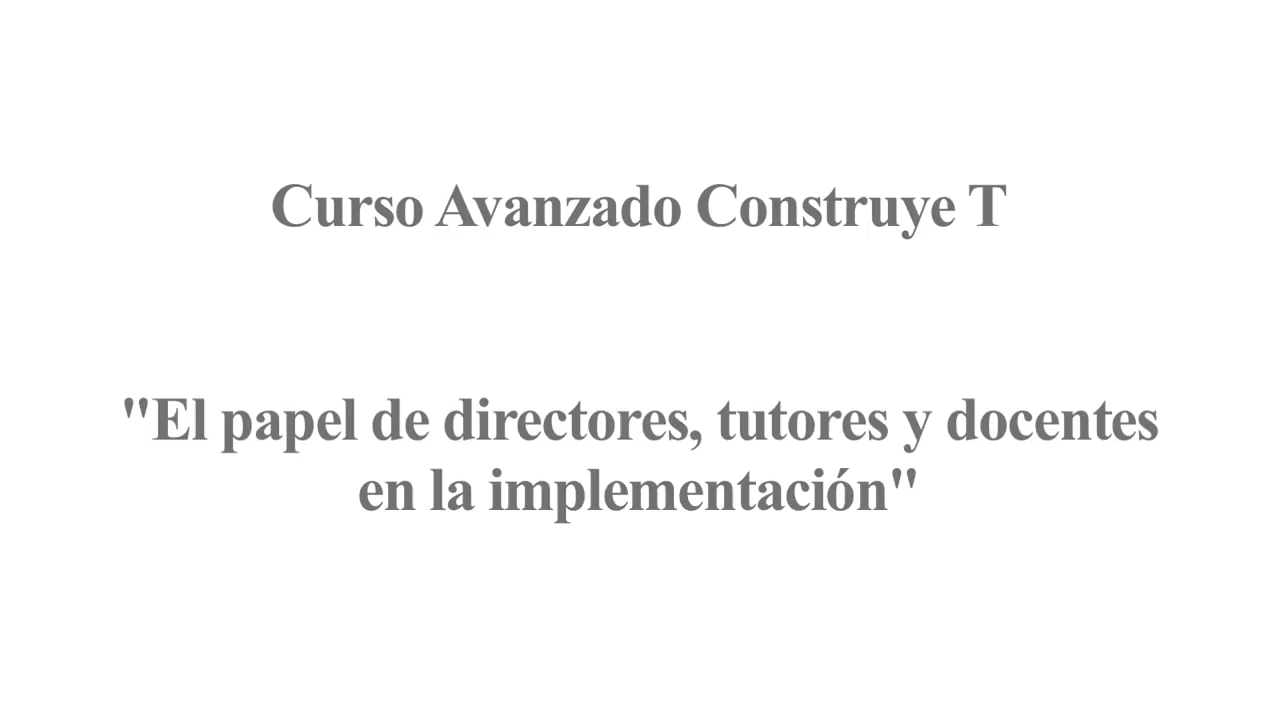 Curso Avanzado Construye T
"El papel de directores, tutores y docentes
en la implementación"